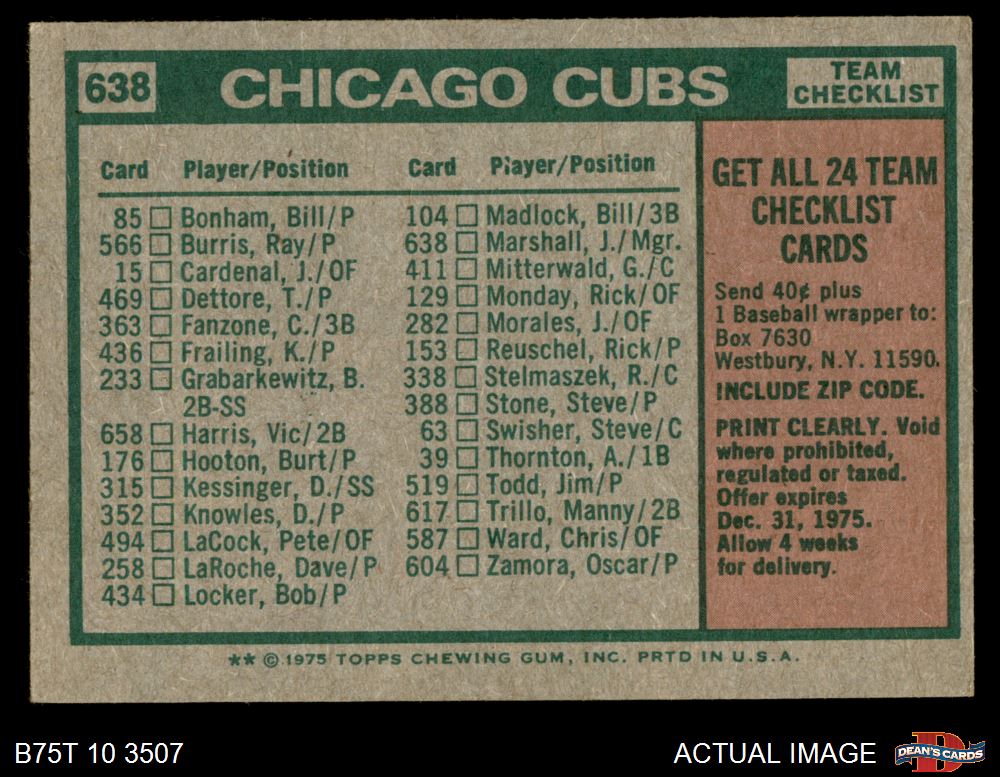 638 CHICAGO CUBS TEAM CHECKLIST
Card Player/Position
85 Bonham, Bill/P
566 Burris, Ray/P
15 Cardenal, J./OF
469 Dettore, T./P
363 Fanzone, C./3B
436 Frailing, K./P
233 Grabarkewitz, B.
2B-SS
658 Harris, Vic/2B
176 Hooton, Burt/P
315 Kessinger, D./SS
352 Knowles, D./P
494 LaCock, Pete/OF
258 LaRoche, Dave/P
434 Locker, Bob/P
Card Player/Position
104 Madlock, Bill/3B
638 Marshall, J./Mgr.
411 Mitterwald, G./C
129 Monday, Rick/OF
282 Morales, J./OF
153 Reuschel, Rick/P
338 Stelmaszek, R./C
388 Stone, Steve/P
63 Swisher, Steve/C
39 Thornton, A./1B
519 Todd, Jim/P
617 Trillo, Manny/2B
587 Ward, Chris/OF
604 Zamora, Oscar/P
GET ALL 24 TEAM
CHECKLIST
CARDS
Send 40¢ plus
1 Baseball wrapper to:
Box 7630
Westbury, N.Y. 11590.
INCLUDE ZIP CODE.
PRINT CLEARLY. Void
where prohibited,
regulated or taxed.
Offer expires
Dec. 31, 1975.
Allow 4 weeks
for delivery.
** © 1975 TOPPS CHEWING GUM, INC. PRTD IN U.S.A.
B75T 10 3507
ACTUAL IMAGE
DEAN'S CARDS